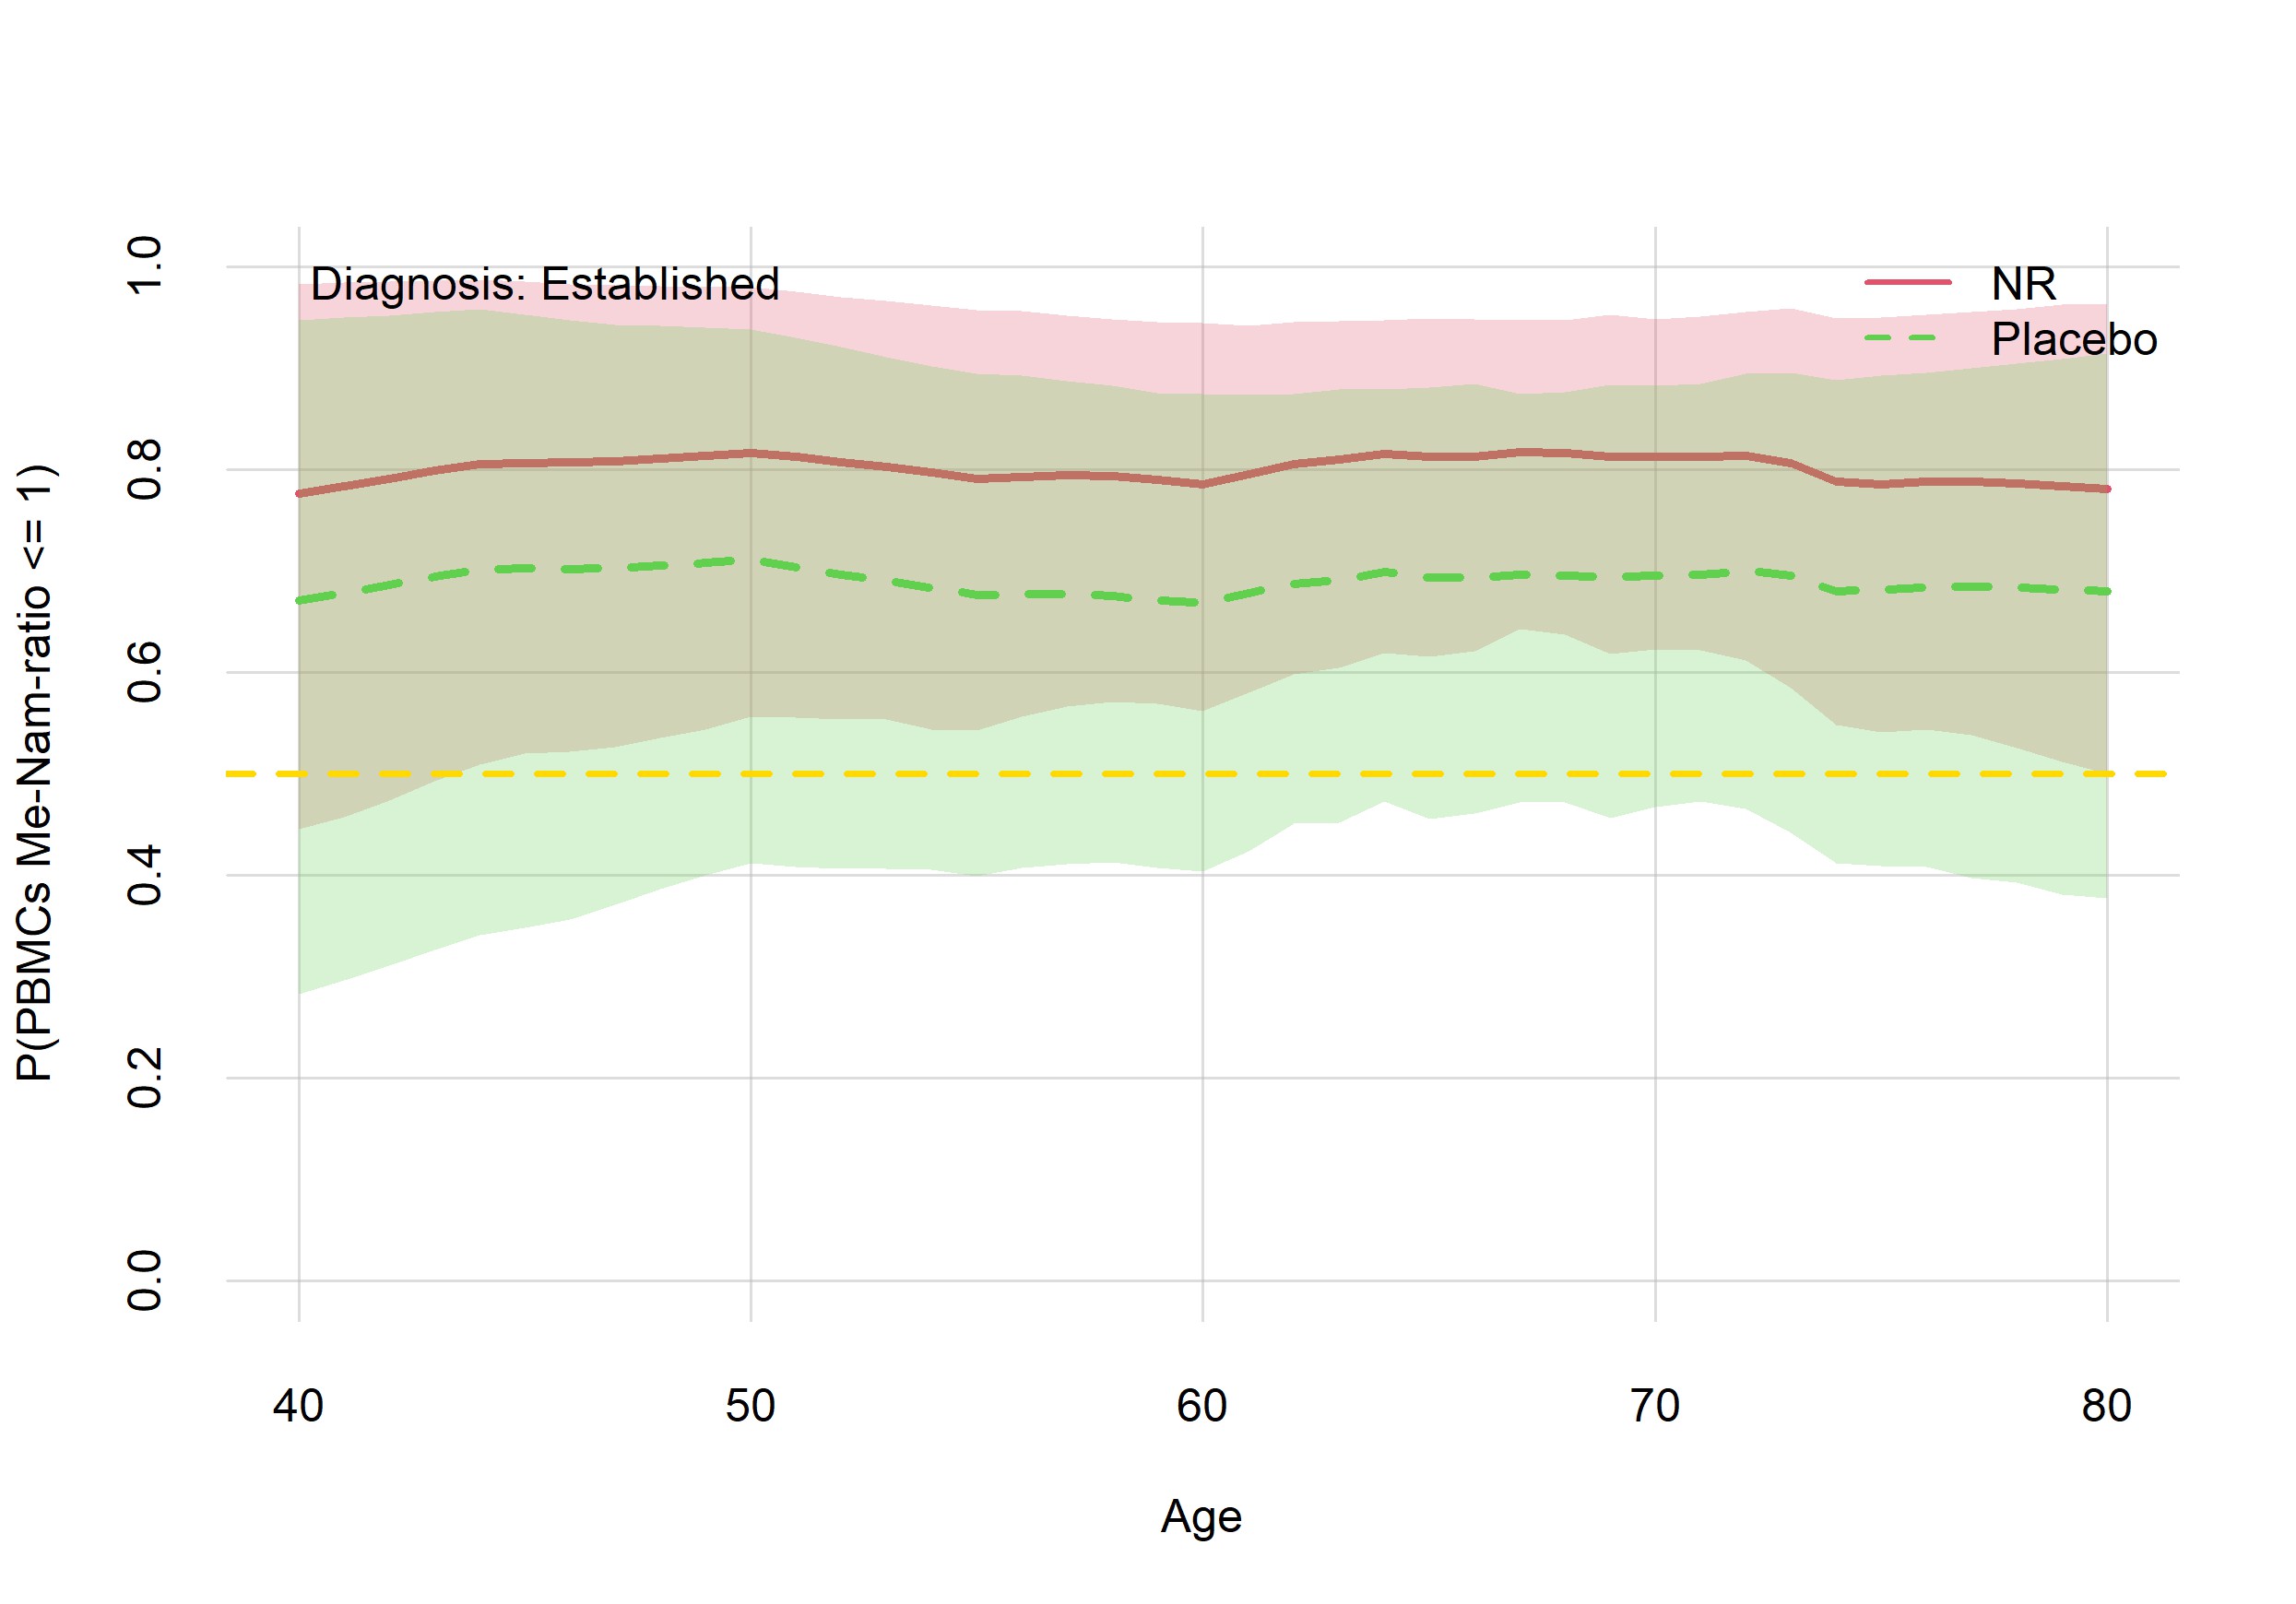 Diagnosis: Established
NR
Placebo
P(PBMCs Me-Nam-ratio <= 1)
1.0
0.8
0.6
0.4
0.2
0.0
40 50 60 70 80
Age